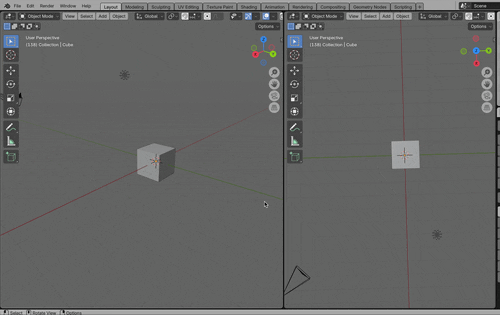 File Edit Render Window Help Layout Modeling Sculpting UV Editing Texture Paint Shading Animation Rendering Compositing Geometry Nodes Scripting + Scene
Object Mode View Select Add Object Global
Object Mode View Select Add Object Global
Options
Options
User Perspective
(118) Collection | Cube
User Perspective
(118) Collection | Cube
Select Rotate View Options